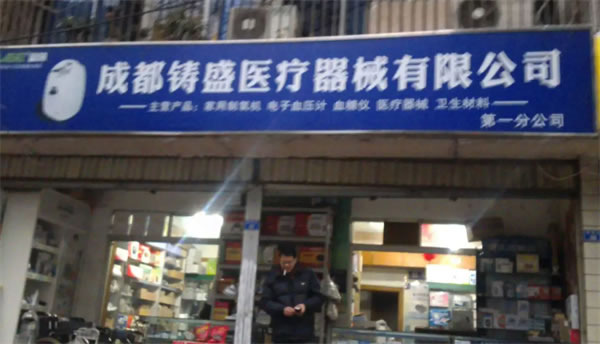 成都铸盛医疗器械有限公司
主营产品：家用制氧机 电子血压计 血糖仪 医疗器械 卫生材料
第一分公司